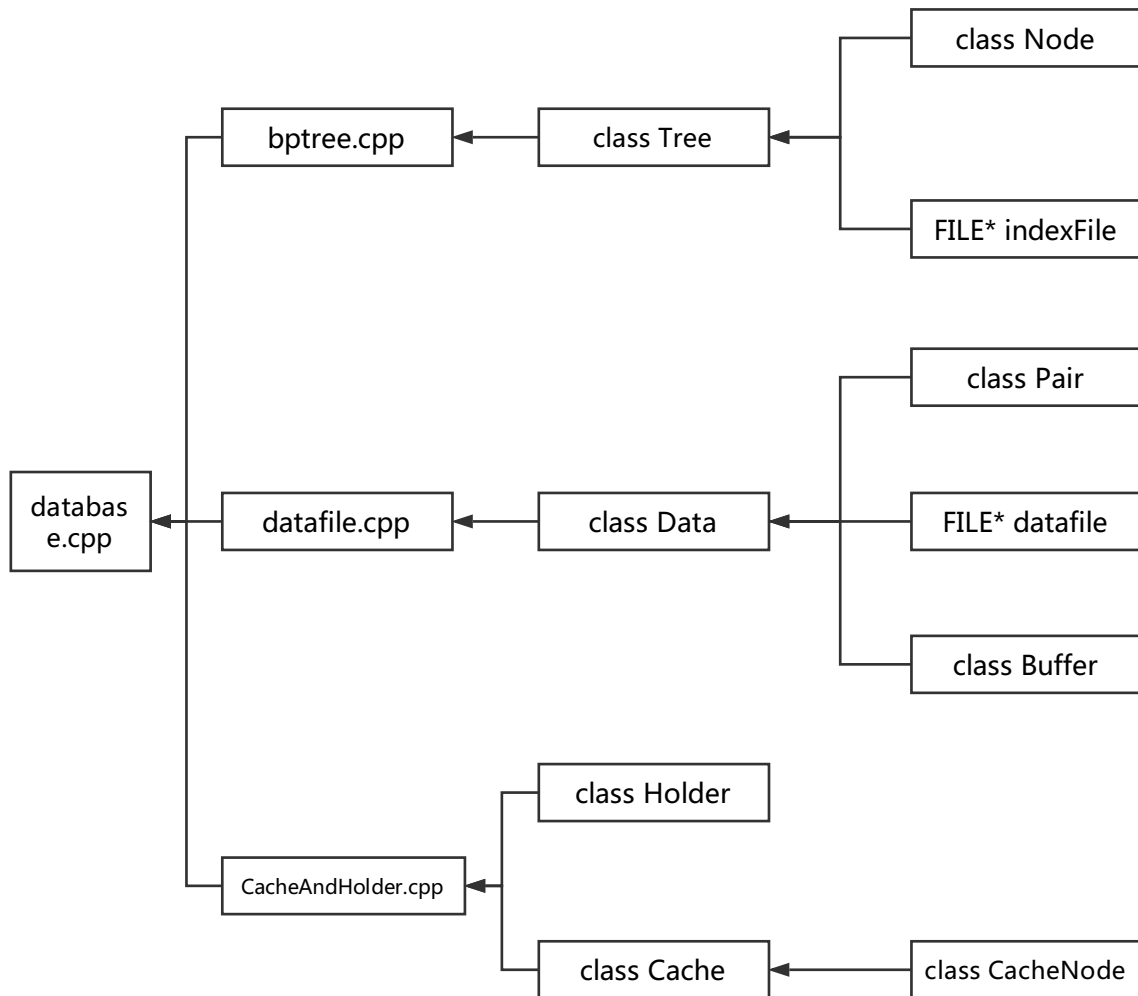 class Node
bptree.cpp
class Tree
FILE* indexFile
class Pair
databas
e.cpp
datafile.cpp
class Data
FILE* datafile
class Buffer
class Holder
CacheAndHolder.cpp
class Cache
class CacheNode